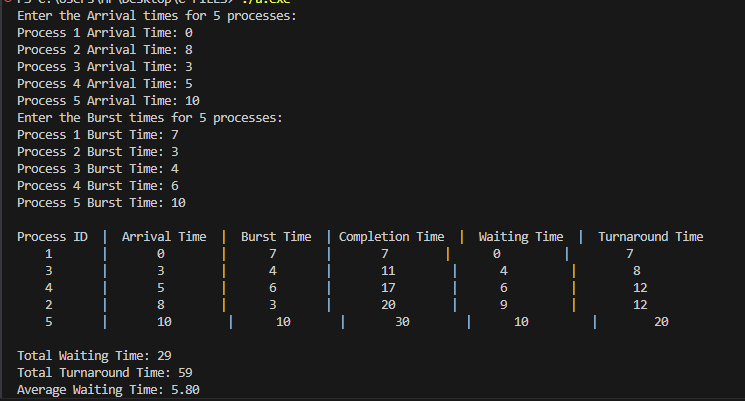 PS C:\Users\HP\Desktop\C FILES> ./a.exe
Enter the Arrival times for 5 processes:
Process 1 Arrival Time: 0
Process 2 Arrival Time: 8
Process 3 Arrival Time: 3
Process 4 Arrival Time: 5
Process 5 Arrival Time: 10
Enter the Burst times for 5 processes:
Process 1 Burst Time: 7
Process 2 Burst Time: 3
Process 3 Burst Time: 4
Process 4 Burst Time: 6
Process 5 Burst Time: 10
Process ID | Arrival Time | Burst Time | Completion Time | Waiting Time | Turnaround Time
1 | 0 | 7 | 7 | 0 | 7
3 | 3 | 4 | 11 | 4 | 8
4 | 5 | 6 | 17 | 6 | 12
2 | 8 | 3 | 20 | 9 | 12
5 | 10 | 10 | 30 | 10 | 20
Total Waiting Time: 29
Total Turnaround Time: 59
Average Waiting Time: 5.80